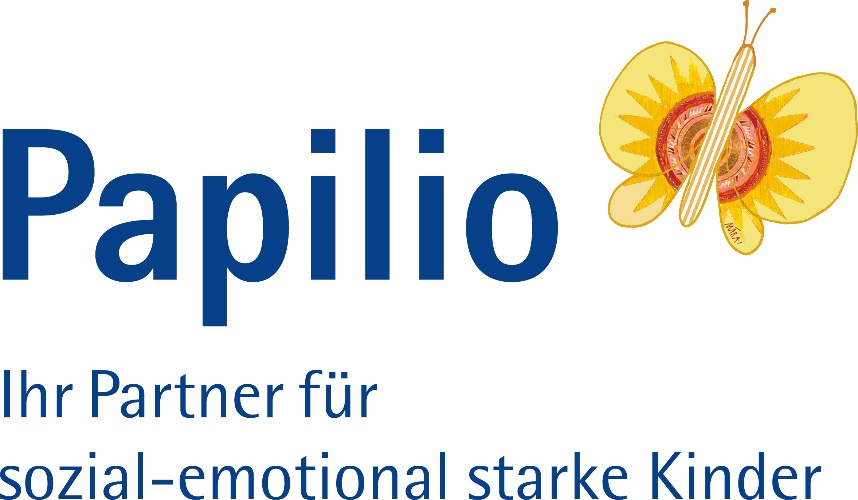 Papilio
Ihr Partner für
sozial-emotional starke Kinder